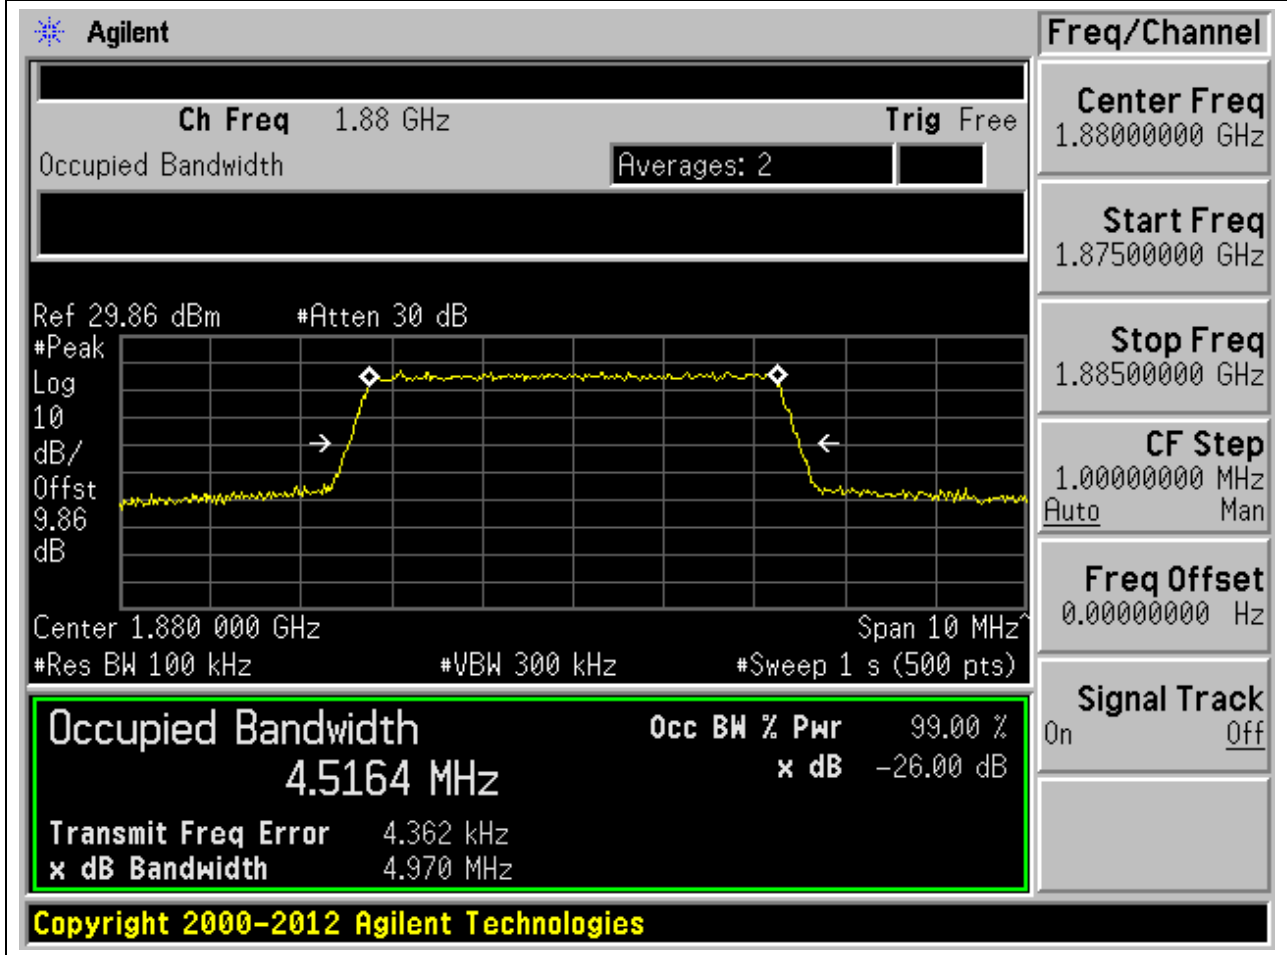 Agilent
Freq/Channel
Ch Freq 1.88 GHz Trig Free
Occupied Bandwidth Averages: 2
Ref 29.86 dBm #Atten 30 dB
#Peak
Log
10
dB/
Offst
9.86
dB
Center 1.880 000 GHz Span 10 MHz^
#Res BW 100 kHz #VBW 300 kHz #Sweep 1 s (500 pts)
Occupied Bandwidth Occ BW % Pwr 99.00 %
4.5164 MHz x dB -26.00 dB
Transmit Freq Error 4.362 kHz
x dB Bandwidth 4.970 MHz
Center Freq
1.88000000 GHz
Start Freq
1.87500000 GHz
Stop Freq
1.88500000 GHz
CF Step
1.00000000 MHz
Auto Man
Freq Offset
0.00000000 Hz
Signal Track
On Off
Copyright 2000-2012 Agilent Technologies